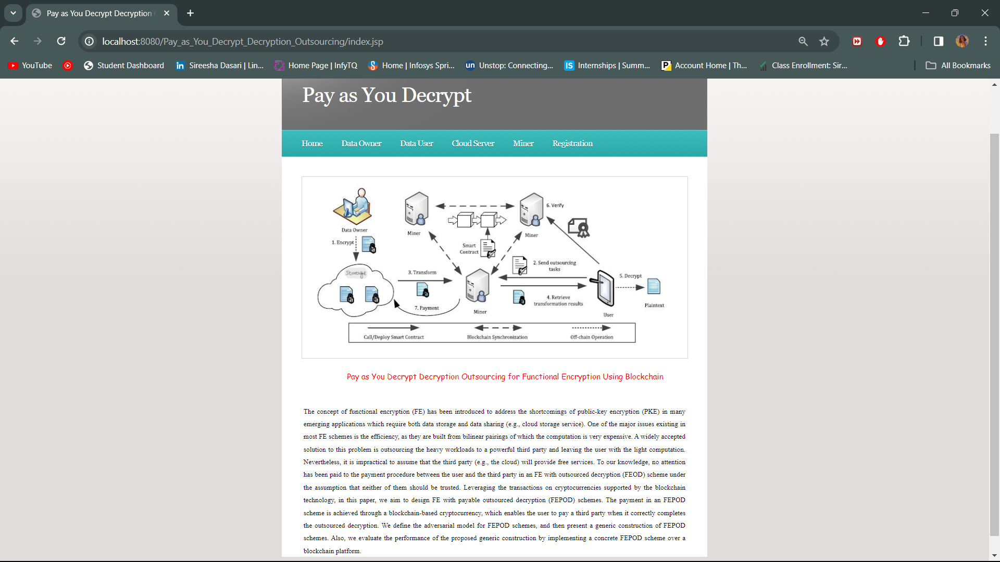 Pay as You Decrypt Decryption
localhost:8080/Pay_as_You_Decrypt_Decryption_Outsourcing/index.jsp
YouTube Student Dashboard Sireesha Dasari | Lin... Home Page | InfyTQ Home | Infosys Spri... Unstop: Connecting... Internships | Summ... Account Home | Th... Class Enrollment: Sir... All Bookmarks
Pay as You Decrypt
Home Data Owner Data User Cloud Server Miner Registration
6. Verify
Data Owner
Miner
Miner
1. Encrypt
Smart
Contract
Storage
3. Transform
2. Send outsourcing
tasks
5. Decrypt
4. Retrieve
transformation results
7. Payment
Miner
User
Plaintext
Call/Deploy Smart Contract
Blockchain Synchronization
Off-chain Operation
Pay as You Decrypt Decryption Outsourcing for Functional Encryption Using Blockchain
The concept of functional encryption (FE) has been introduced to address the shortcomings of public-key encryption (PKE) in many
emerging applications which require both data storage and data sharing (e.g., cloud storage service). One of the major issues existing in
most FE schemes is the efficiency, as they are built from bilinear pairings of which the computation is very expensive. A widely accepted
solution to this problem is outsourcing the heavy workloads to a powerful third party and leaving the user with the light computation.
Nevertheless, it is impractical to assume that the third party (e.g., the cloud) will provide free services. To our knowledge, no attention
has been paid to the payment procedure between the user and the third party in an FE with outsourced decryption (FEOD) scheme under
the assumption that neither of them should be trusted. Leveraging the transactions on cryptocurrencies supported by the blockchain
technology, in this paper, we aim to design FE with payable outsourced decryption (FEPOD) schemes. The payment in an FEPOD
scheme is achieved through a blockchain-based cryptocurrency, which enables the user to pay a third party when it correctly completes
the outsourced decryption. We define the adversarial model for FEPOD schemes, and then present a generic construction of FEPOD
schemes. Also, we evaluate the performance of the proposed generic construction by implementing a concrete FEPOD scheme over a
blockchain platform.